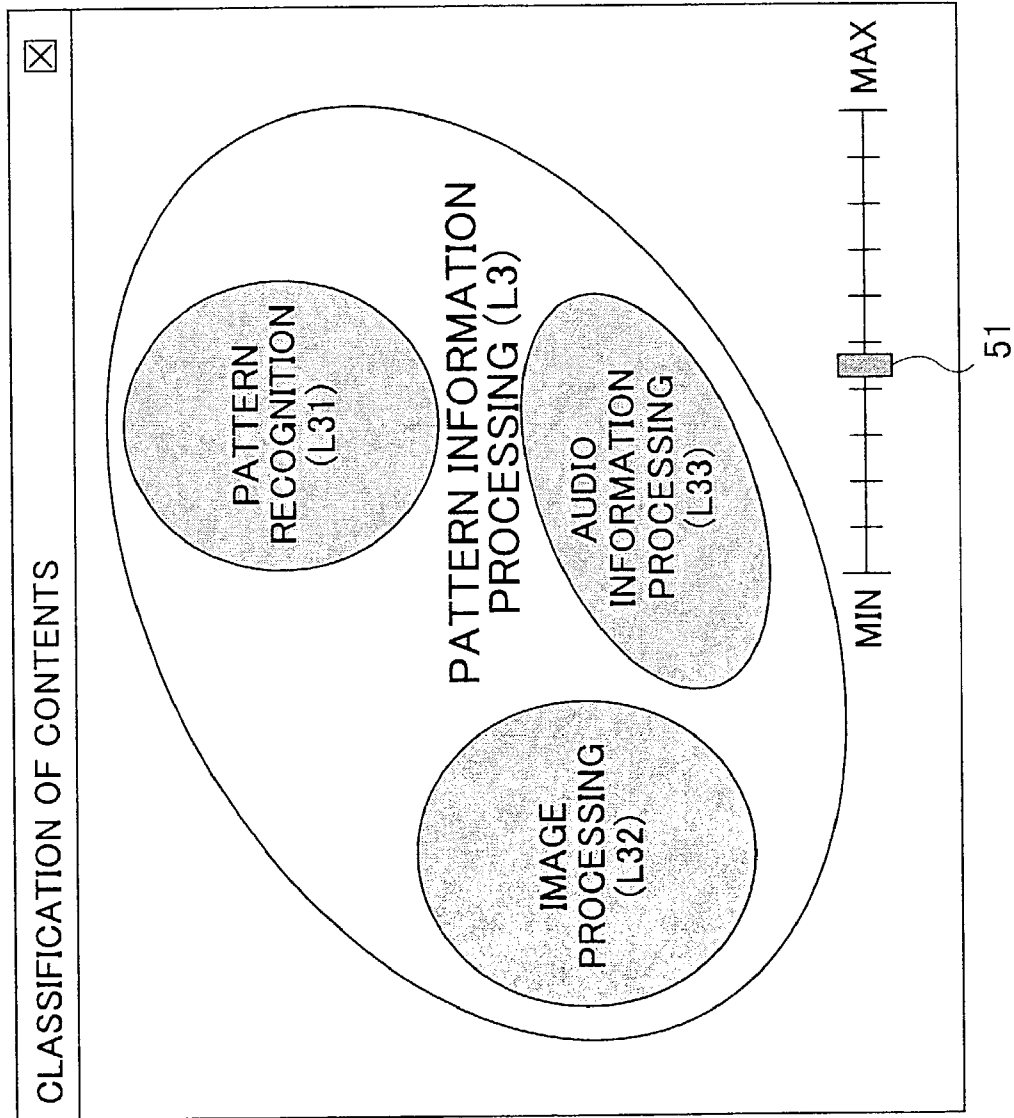 CLASSIFICATION OF CONTENTS
PATTERN
RECOGNITION
(L31)
PATTERN INFORMATION
PROCESSING (L3)
IMAGE
PROCESSING
(L32)
AUDIO
INFORMATION
PROCESSING
(L33)
MIN
MAX
51